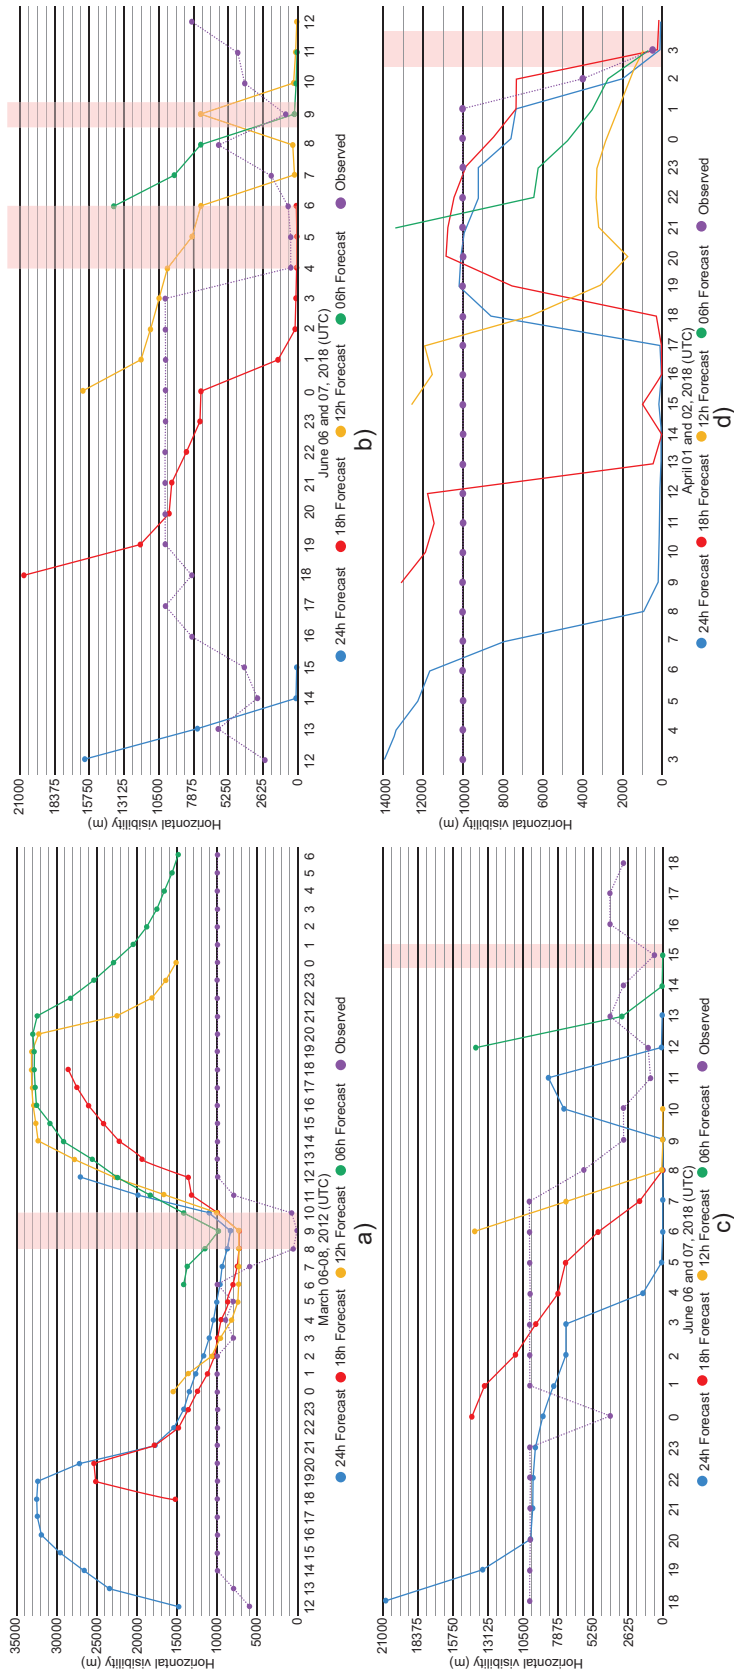 Horizontal visibility (m)
35000
30000
25000
20000
15000
10000
5000
0
12 13 14 15 16 17 18 19 20 21 22 23 0 1 2 3 4 5 6 7 8 9 10 11 12 13 14 15 16 17 18 19 20 21 22 23 0 1 2 3 4 5 6
March 06-08, 2012 (UTC)
24h Forecast 18h Forecast 12h Forecast 06h Forecast Observed
a)
Horizontal visibility (m)
21000
18375
15750
13125
10500
7875
5250
2625
0
12 13 14 15 16 17 18 19 20 21 22 23 0 1 2 3 4 5 6 7 8 9 10 11 12
June 06 and 07, 2018 (UTC)
24h Forecast 18h Forecast 12h Forecast 06h Forecast Observed
b)
Horizontal visibility (m)
21000
18375
15750
13125
10500
7875
5250
2625
0
18 19 20 21 22 23 0 1 2 3 4 5 6 7 8 9 10 11 12 13 14 15 16 17 18
June 06 and 07, 2018 (UTC)
24h Forecast 18h Forecast 12h Forecast 06h Forecast Observed
c)
Horizontal visibility (m)
14000
12000
10000
8000
6000
4000
2000
0
3 4 5 6 7 8 9 10 11 12 13 14 15 16 17 18 19 20 21 22 23 0 1 2 3
April 01 and 02, 2018 (UTC)
24h Forecast 18h Forecast 12h Forecast 06h Forecast Observed
d)